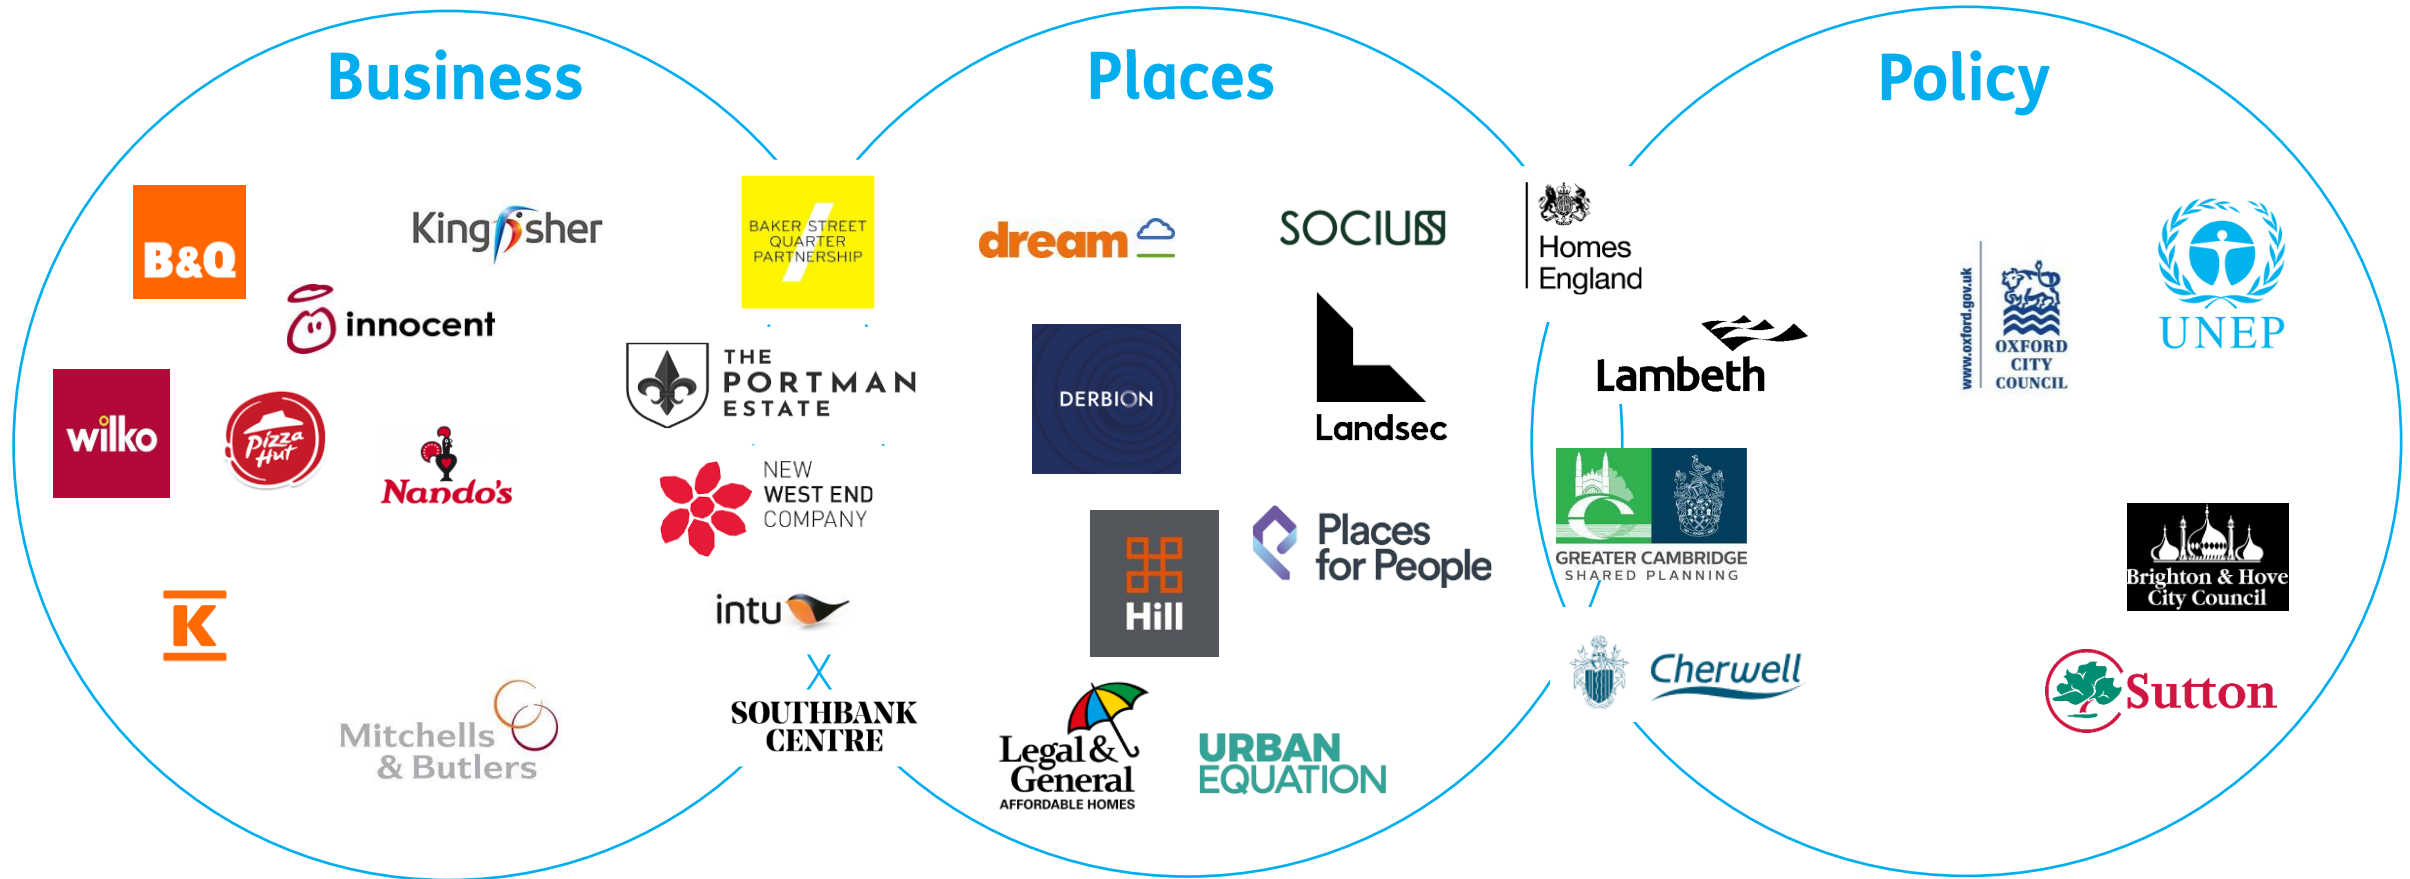 Business
Places
Policy
B&Q
Kingfisher
innocent
wilko
Pizza
Hut
Nando's
K
Mitchells
& Butlers
BAKER STREET
QUARTER
PARTNERSHIP
THE
PORTMAN
ESTATE
NEW
WEST END
COMPANY
intu
SOUTHBANK
CENTRE
dream
SOCIUS
DERBION
Landsec
Hill
Places
for People
Legal &
General
AFFORDABLE HOMES
URBAN
EQUATION
Homes
England
Lambeth
GREATER CAMBRIDGE
SHARED PLANNING
Cherwell
www.oxford.gov.uk
OXFORD
CITY
COUNCIL
UNEP
Brighton & Hove
City Council
Sutton